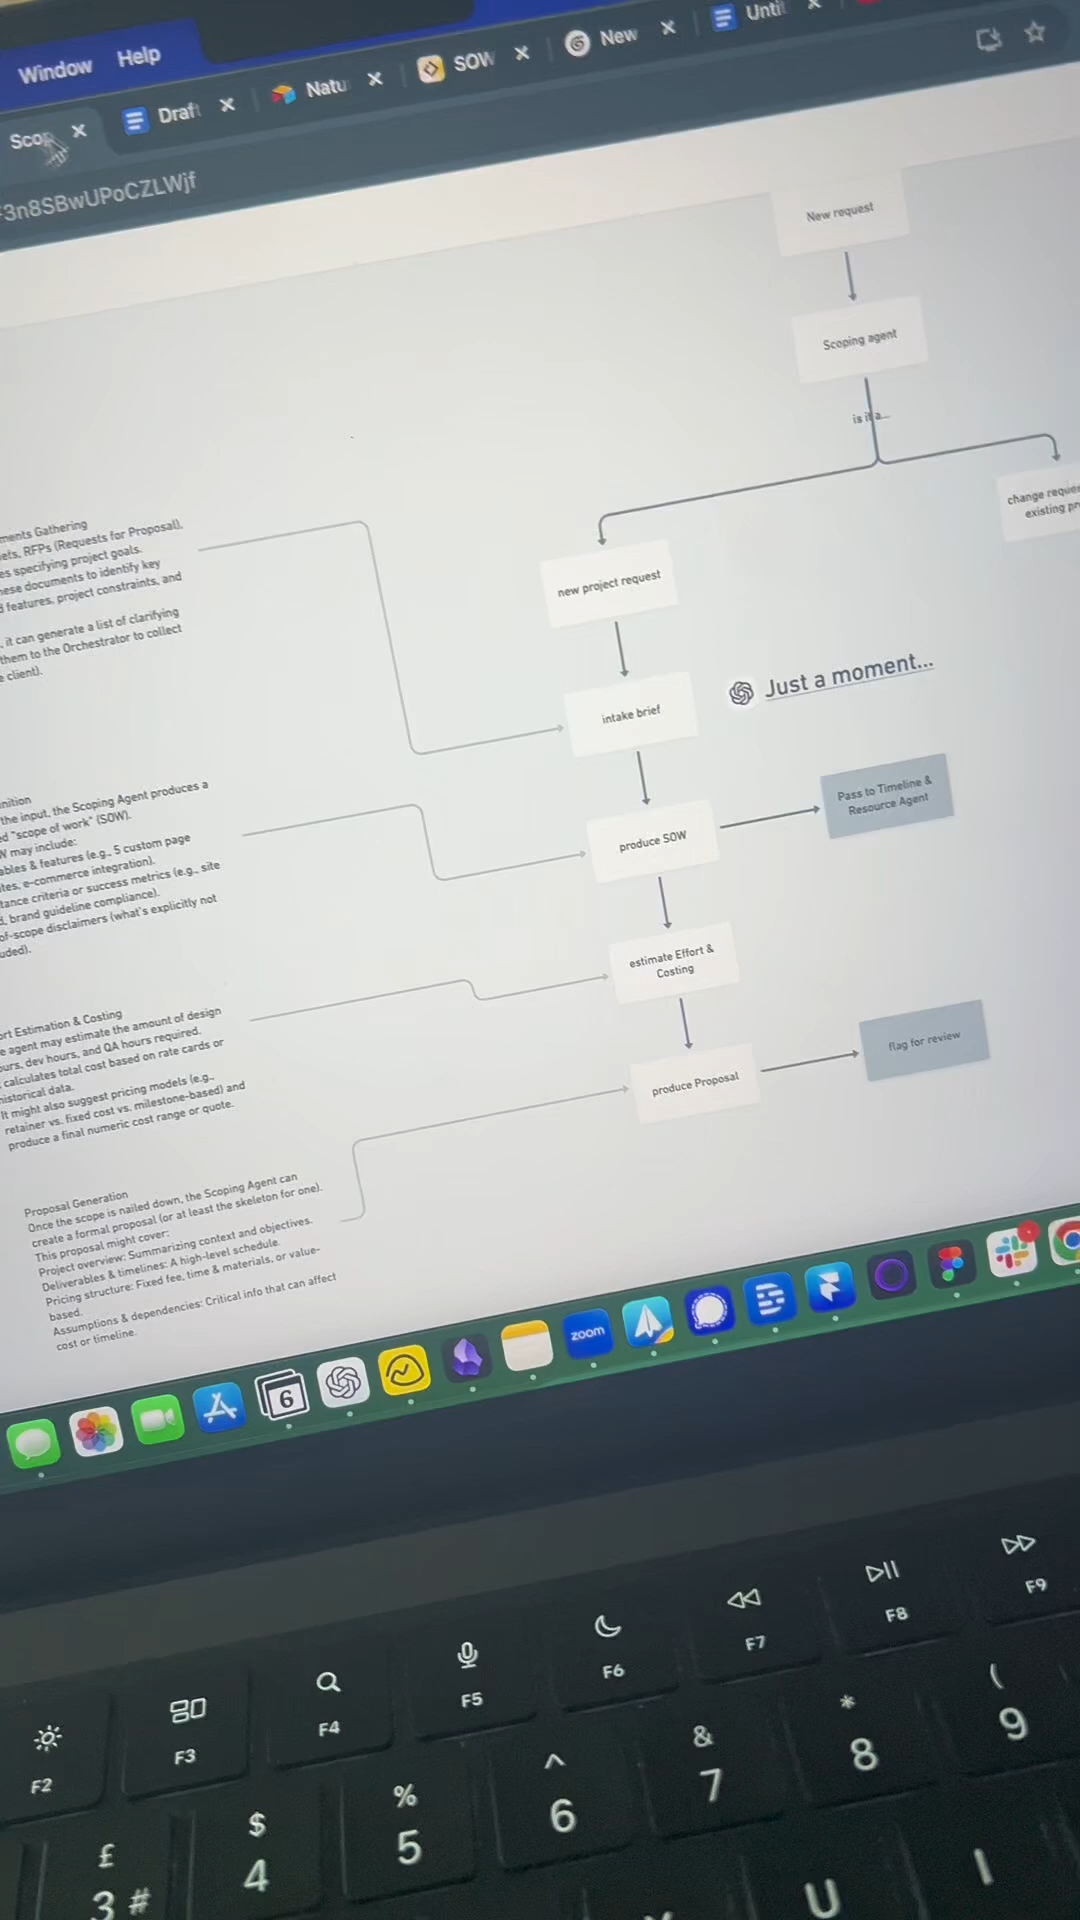 Window Help
Draft Natu SOW New Unti
3n8SBwUPoCZLWjf
New request
Scoping agent
is it a...
change
existing
new project request
intake brief
Just a moment...
produce SOW
Pass to Timeline &
Resource Agent
estimate Effort &
Costing
produce Proposal
flag for review
ments Gathering
efs, RFPs (Requests for Proposal),
es specifying project goals.
ese documents to identify key
d features, project constraints, and
, it can generate a list of clarifying
them to the Orchestrator to collect
e client).
nition
the input, the Scoping Agent produces a
ed "scope of work" (SOW).
W may include:
ables & features (e.g., 5 custom page
tes, e-commerce integration).
tance criteria or success metrics (e.g., site
d, brand guideline compliance).
of-scope disclaimers (what's explicitly not
uded).
ort Estimation & Costing
e agent may estimate the amount of design
ours, dev hours, and QA hours required.
calculates total cost based on rate cards or
historical data.
It might also suggest pricing models (e.g.,
retainer vs. fixed cost vs. milestone-based) and
produce a final numeric cost range or quote.
Proposal Generation
Once the scope is nailed down, the Scoping Agent can
create a formal proposal (or at least the skeleton for one).
This proposal might cover:
Project overview: Summarizing context and objectives.
Deliverables & timelines: A high-level schedule.
Pricing structure: Fixed fee, time & materials, or value-
based.
Assumptions & dependencies: Critical info that can affect
cost or timeline.
6
zoom
F2 F3 F4 F5 F6 F7 F8 F9
£ $ % ^ & * (
3 # 4 5 6 7 8 9
U I